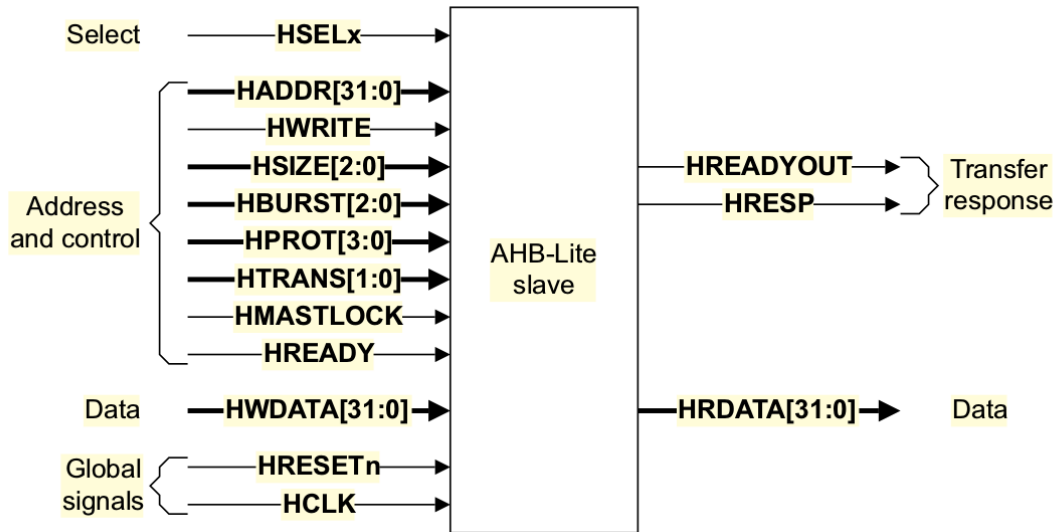 Select
HSELx
Address
and control
HADDR[31:0]
HWRITE
HSIZE[2:0]
HBURST[2:0]
HPROT[3:0]
HTRANS[1:0]
HMASTLOCK
HREADY
Data
HWDATA[31:0]
Global
signals
HRESETn
HCLK
AHB-Lite
slave
HREADYOUT
HRESP
Transfer
response
HRDATA[31:0]
Data